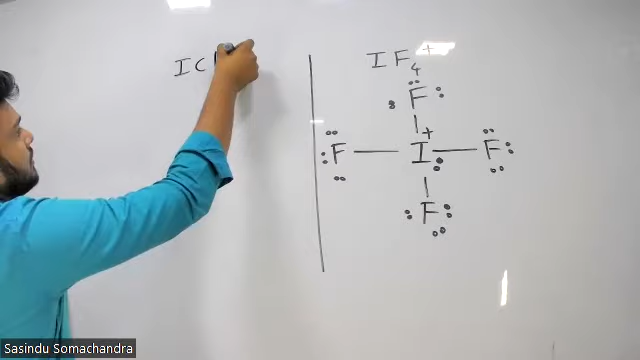 IC
IF4+
F
F I+ F
F
Sasindu Somachandra